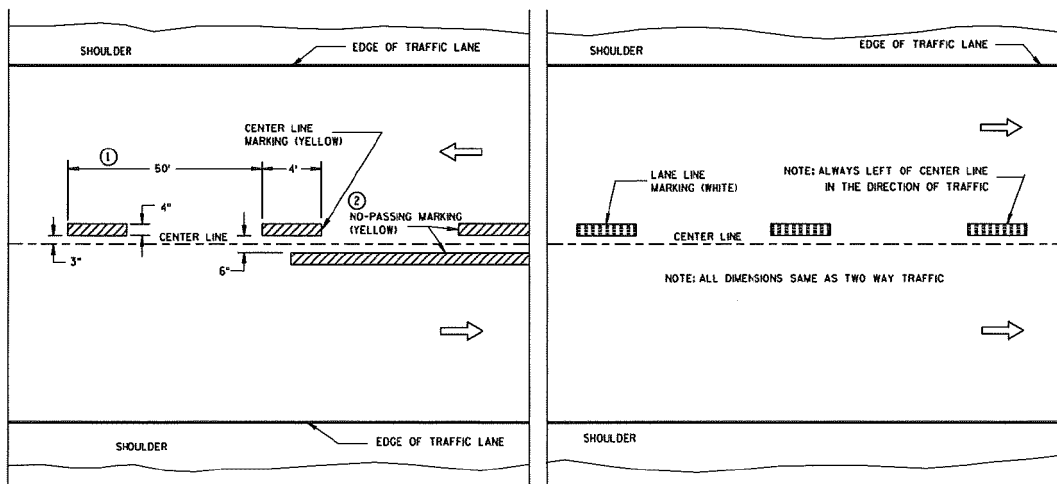 SHOULDER
EDGE OF TRAFFIC LANE
CENTER LINE
MARKING (YELLOW)
①
50'
4'
②
NO-PASSING MARKING
(YELLOW)
4"
CENTER LINE
3"
6"
SHOULDER
EDGE OF TRAFFIC LANE
SHOULDER
EDGE OF TRAFFIC LANE
LANE LINE
MARKING (WHITE)
NOTE: ALWAYS LEFT OF CENTER LINE
IN THE DIRECTION OF TRAFFIC
CENTER LINE
NOTE: ALL DIMENSIONS SAME AS TWO WAY TRAFFIC
SHOULDER